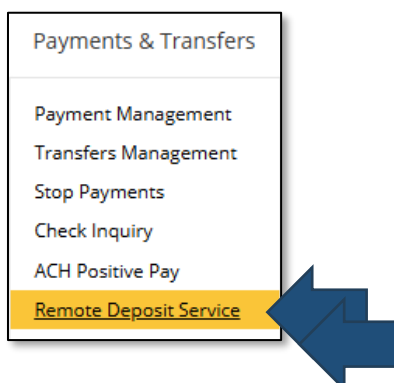 Payments & Transfers
Payment Management
Transfers Management
Stop Payments
Check Inquiry
ACH Positive Pay
Remote Deposit Service